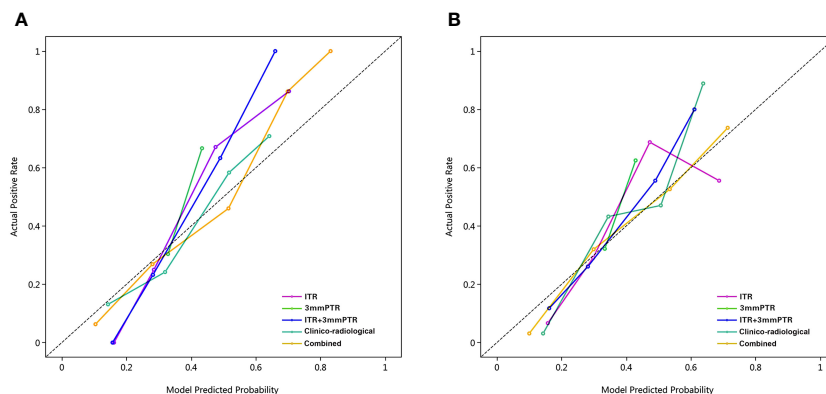 A
B
Actual Positive Rate
1
0.8
0.6
0.4
0.2
0
0
0.2
0.4
0.6
0.8
1
Model Predicted Probability
ITR
3mmPTR
ITR+3mmPTR
Clinico-radiological
Combined
Actual Positive Rate
1
0.8
0.6
0.4
0.2
0
0
0.2
0.4
0.6
0.8
1
Model Predicted Probability
ITR
3mmPTR
ITR+3mmPTR
Clinico-radiological
Combined